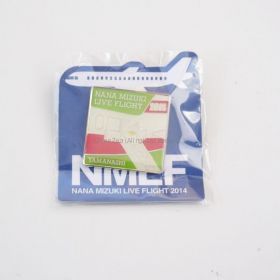 NANA MIZUKI
LIVE FLIGHT
YAMANASHI
NMLF
NANA MIZUKI LIVE FLIGHT 2014